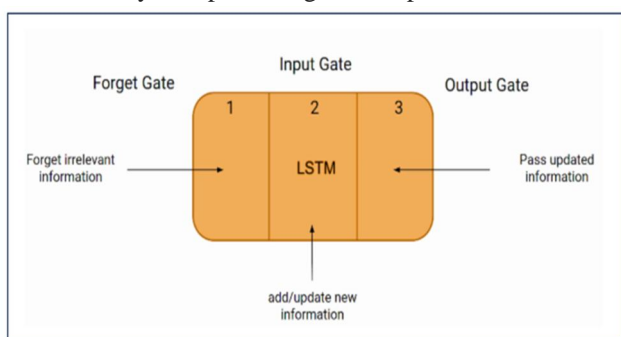 Input Gate
Forget Gate
Output Gate
1
2
3
Forget irrelevant
information
LSTM
Pass updated
information
add/update new
information